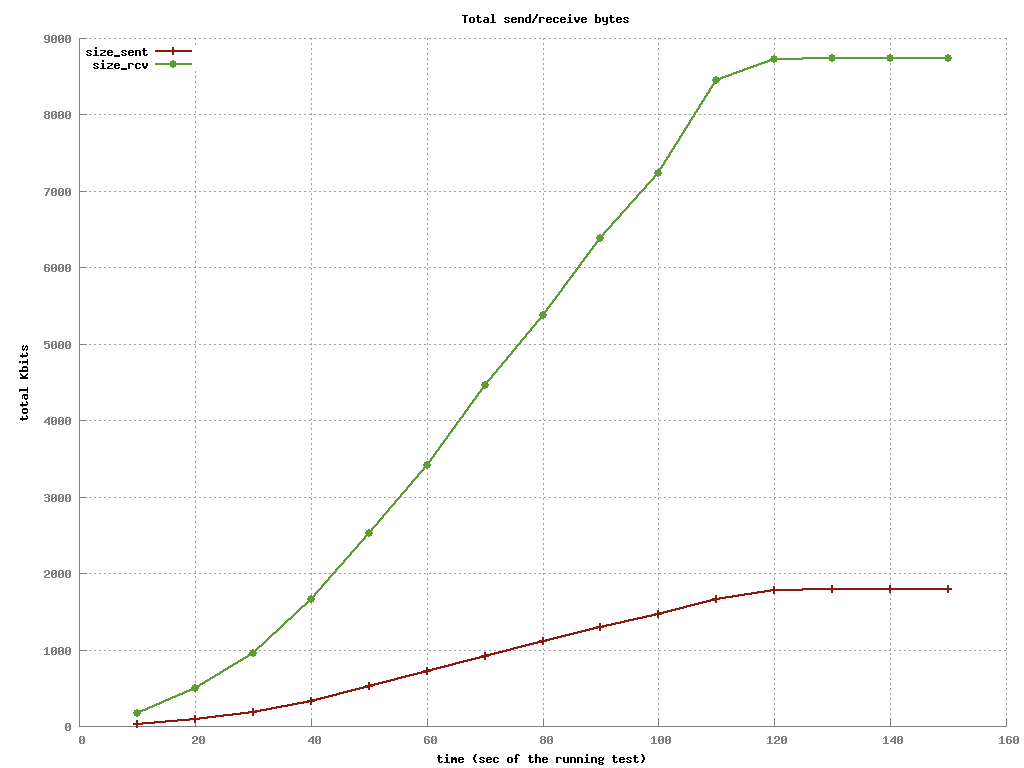 Total send/receive bytes
size_sent
size_rcv
9000
8000
7000
6000
5000
4000
3000
2000
1000
0
total Kbits
0 20 40 60 80 100 120 140 160
time (sec of the running test)